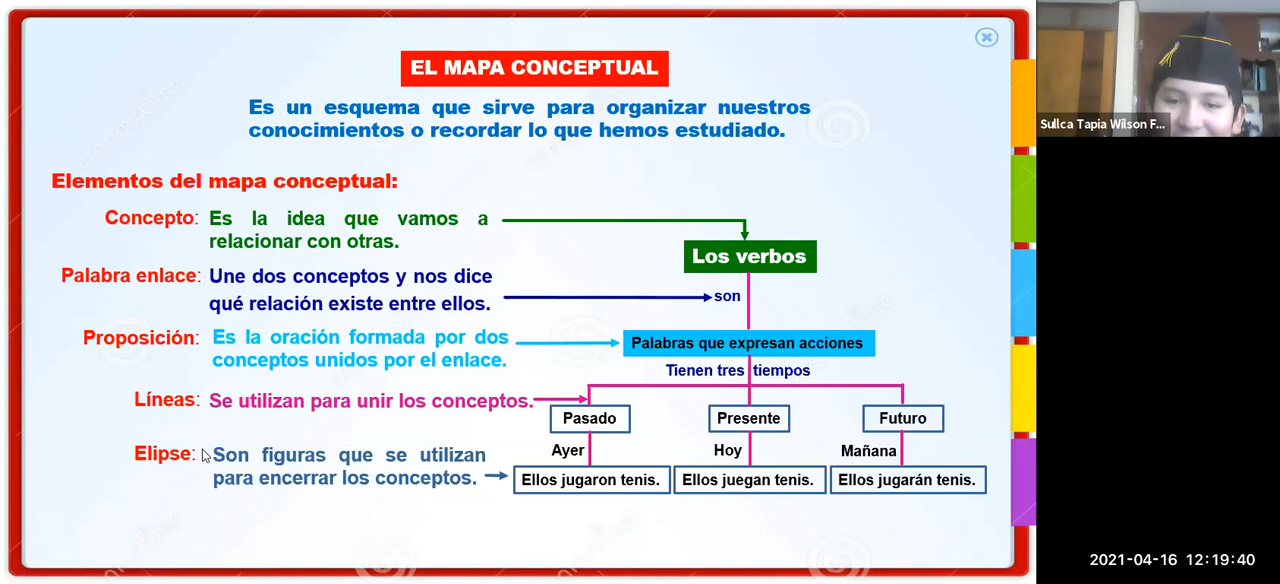 EL MAPA CONCEPTUAL
Es un esquema que sirve para organizar nuestros
conocimientos o recordar lo que hemos estudiado.
Elementos del mapa conceptual:
Concepto: Es la idea que vamos a
relacionar con otras.
Los verbos
Palabra enlace: Une dos conceptos y nos dice
qué relación existe entre ellos.
son
Proposición: Es la oración formada por dos
conceptos unidos por el enlace.
Palabras que expresan acciones
Tienen tres tiempos
Líneas: Se utilizan para unir los conceptos.
Pasado Presente Futuro
Ayer Hoy Mañana
Elipse: Son figuras que se utilizan
para encerrar los conceptos.
Ellos jugaron tenis. Ellos juegan tenis. Ellos jugarán tenis.
Sullca Tapia Wilson F...
2021-04-16 12:19:40